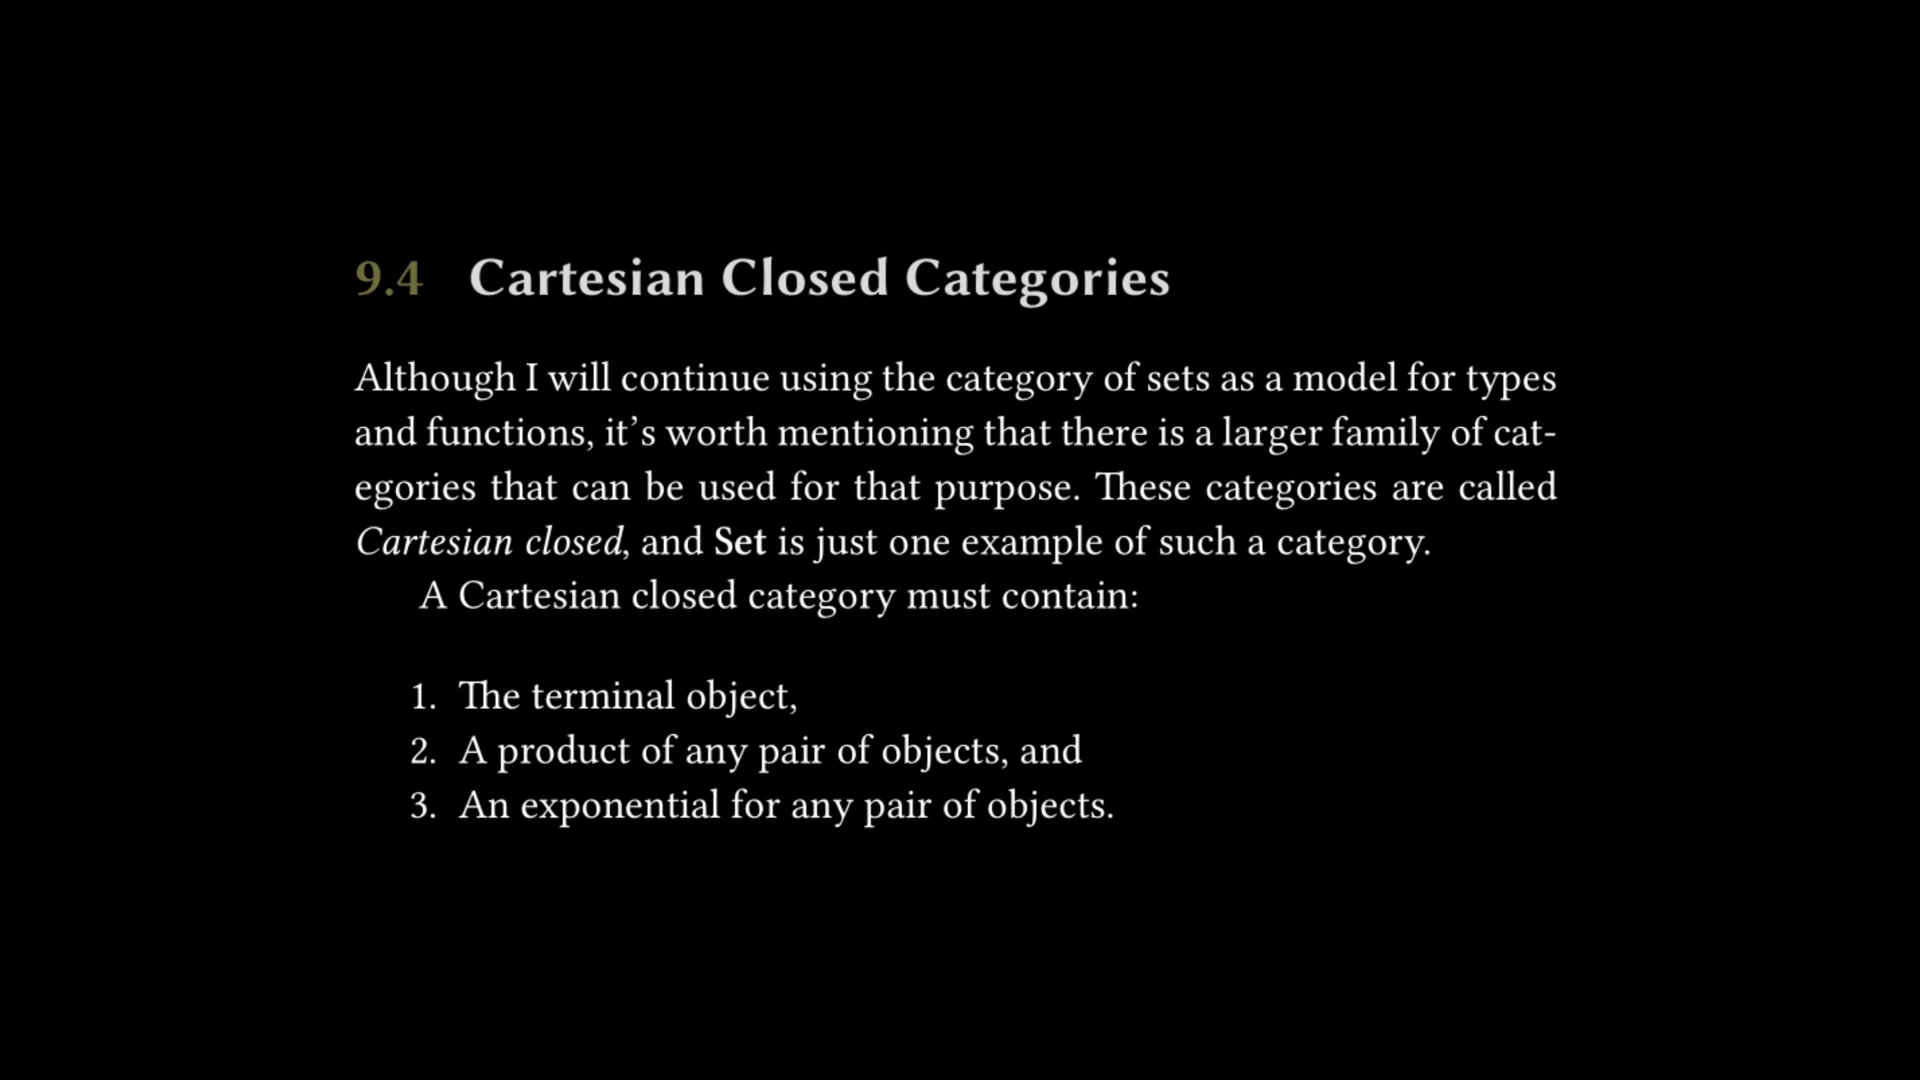 9.4 Cartesian Closed Categories
Although I will continue using the category of sets as a model for types
and functions, it’s worth mentioning that there is a larger family of cat-
egories that can be used for that purpose. These categories are called
Cartesian closed, and Set is just one example of such a category.
A Cartesian closed category must contain:
1. The terminal object,
2. A product of any pair of objects, and
3. An exponential for any pair of objects.